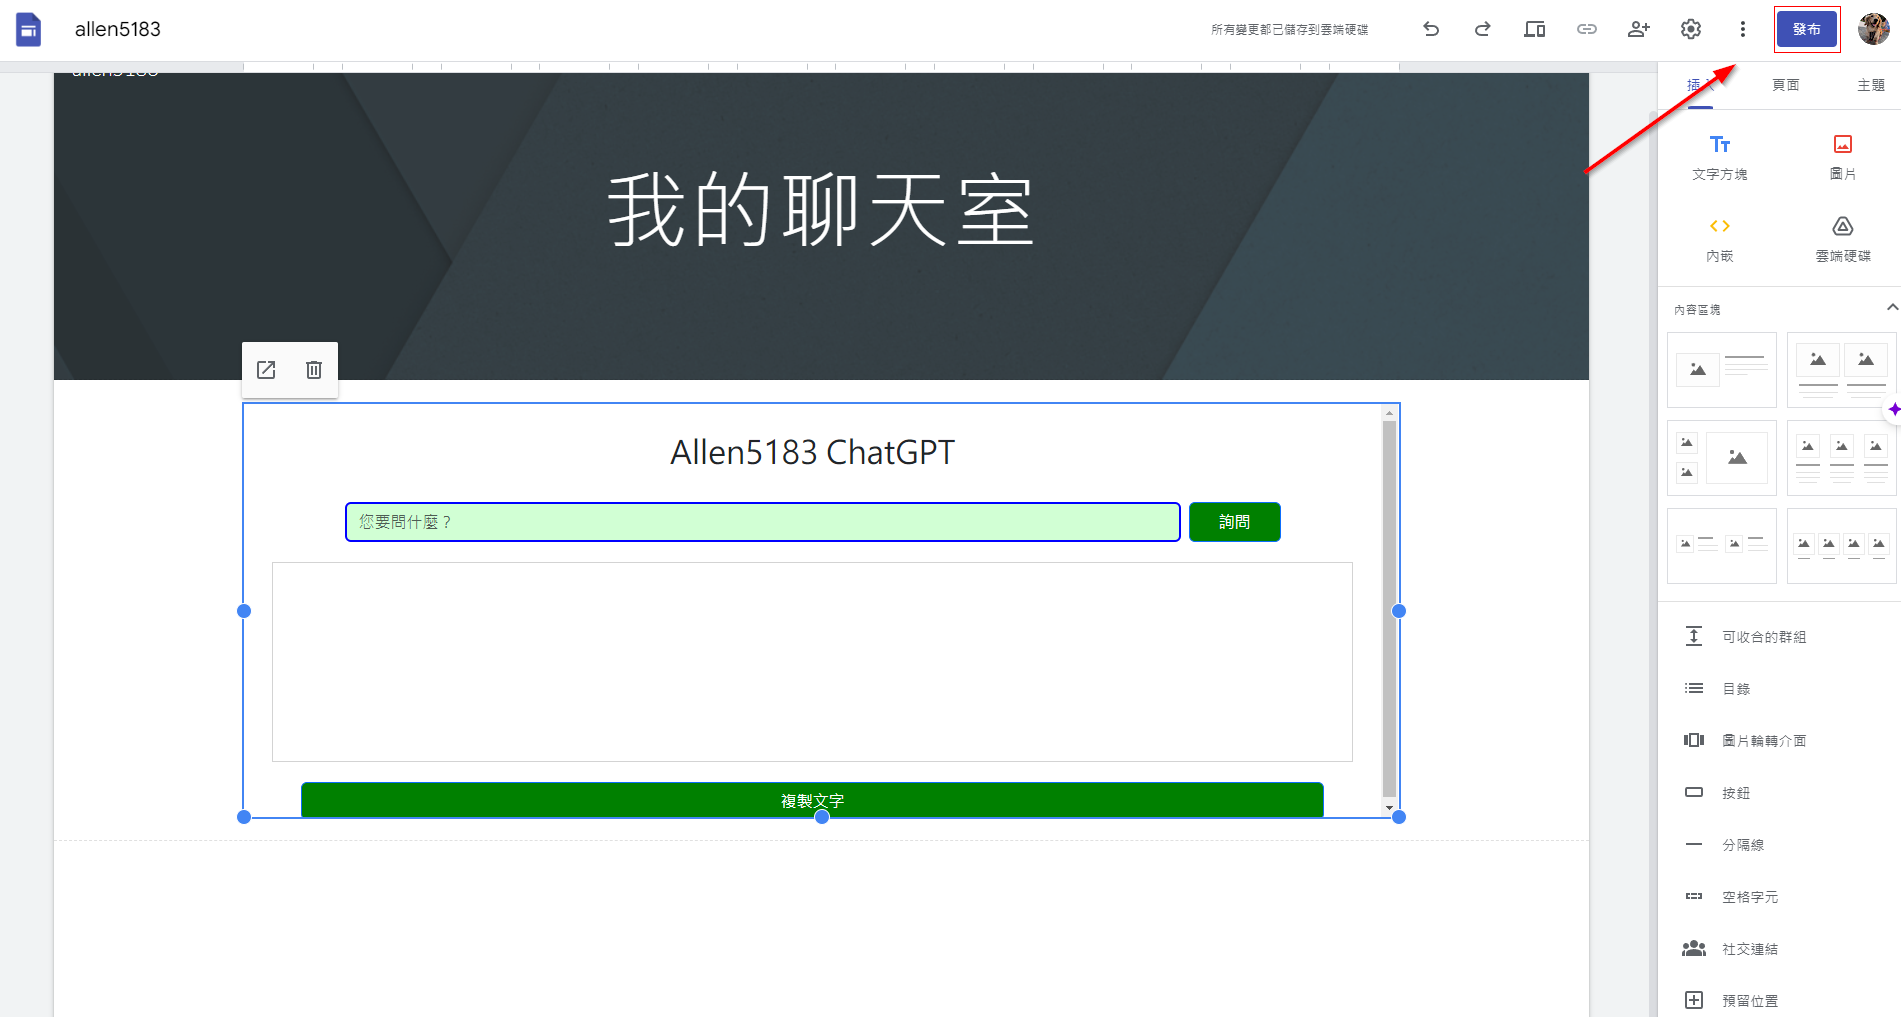 allen5183
所有變更都已儲存到雲端硬碟
發布
allen5183
插入
頁面
主題
我的聊天室
文字方塊
圖片
內嵌
雲端硬碟
內容區塊
Allen5183 ChatGPT
您要問什麼？
詢問
複製文字
可收合的群組
目錄
圖片輪轉介面
按鈕
分隔線
空格字元
社交連結
預留位置